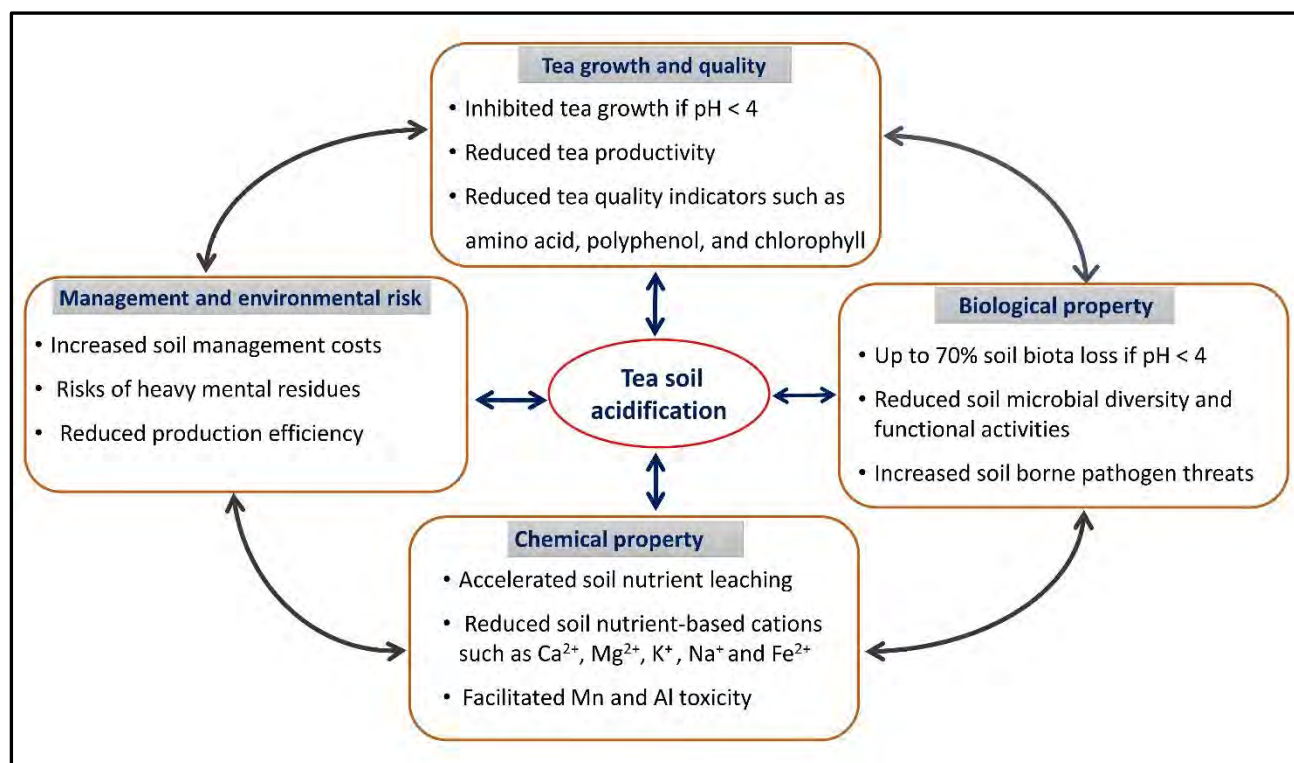 Tea growth and quality
• Inhibited tea growth if pH < 4
• Reduced tea productivity
• Reduced tea quality indicators such as
amino acid, polyphenol, and chlorophyll
Management and environmental risk
• Increased soil management costs
• Risks of heavy mental residues
• Reduced production efficiency
Tea soil
acidification
Biological property
• Up to 70% soil biota loss if pH < 4
• Reduced soil microbial diversity and
functional activities
• Increased soil borne pathogen threats
Chemical property
• Accelerated soil nutrient leaching
• Reduced soil nutrient-based cations
such as Ca²⁺, Mg²⁺, K⁺, Na⁺ and Fe²⁺
• Facilitated Mn and Al toxicity